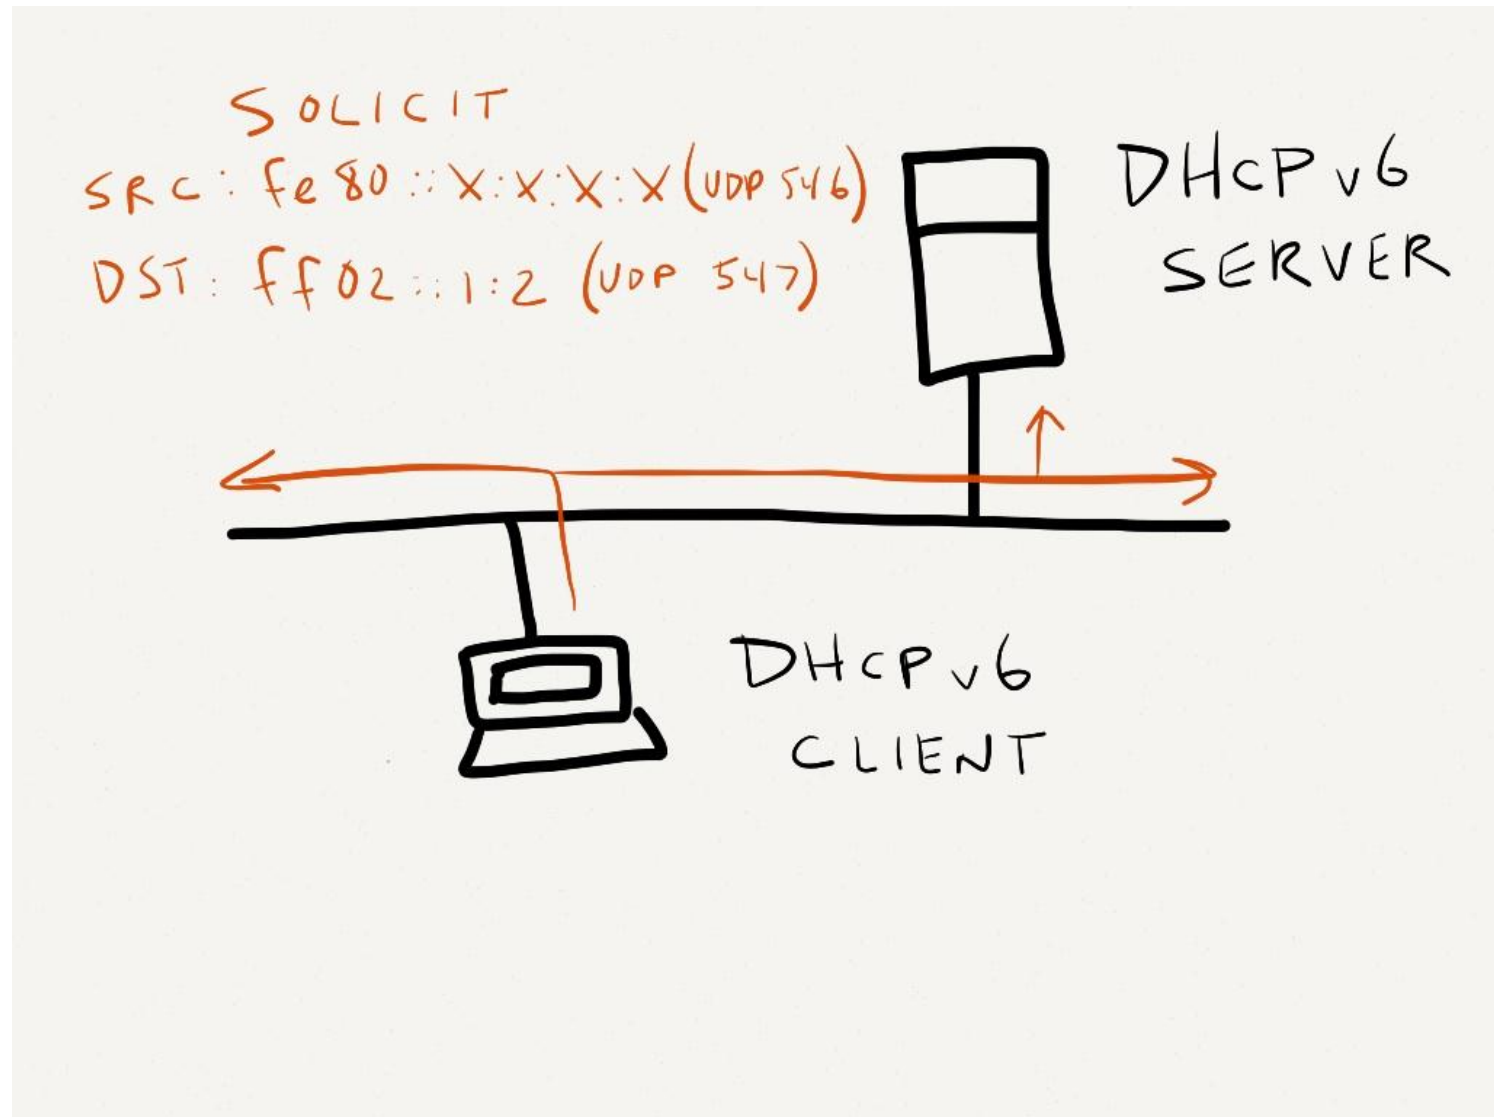 SOLICIT
SRC: fe80::X:X:X:X (UDP 546)
DST: ff02::1:2 (UDP 547)
DHCPv6
SERVER
DHCPv6
CLIENT